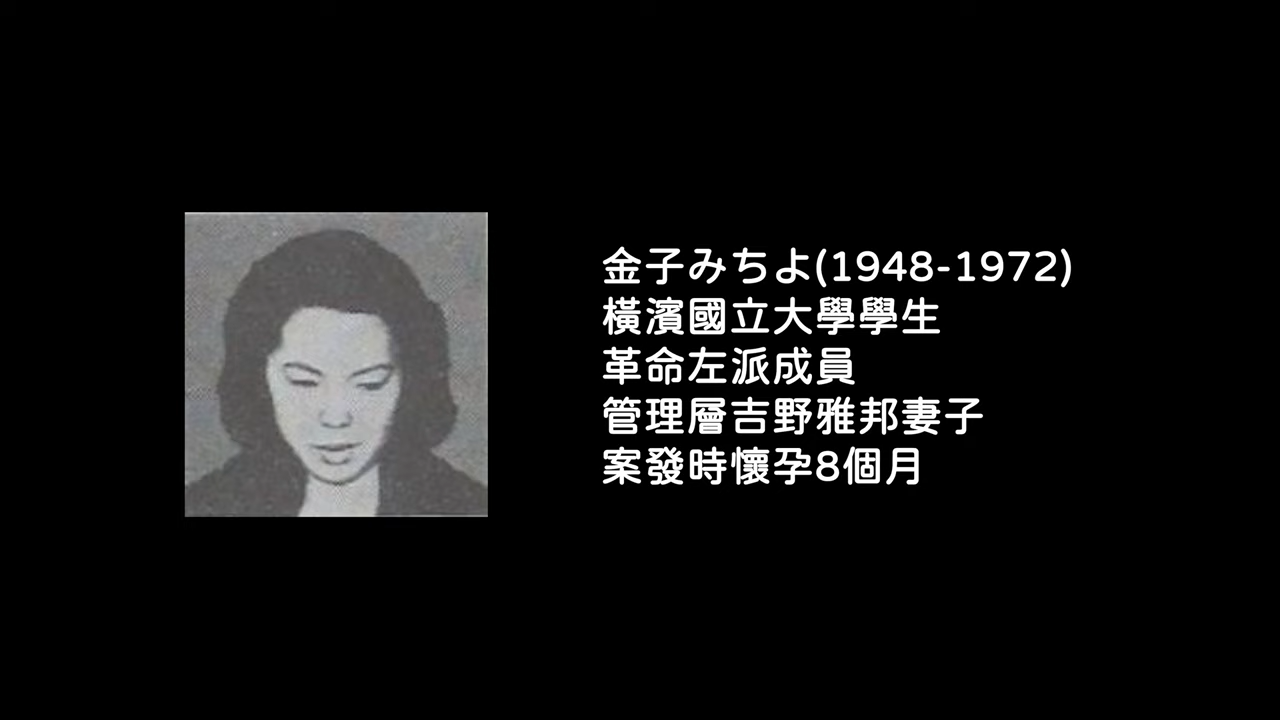 金子みちよ(1948-1972)
橫濱國立大學學生
革命左派成員
管理層吉野雅邦妻子
案發時懷孕8個月